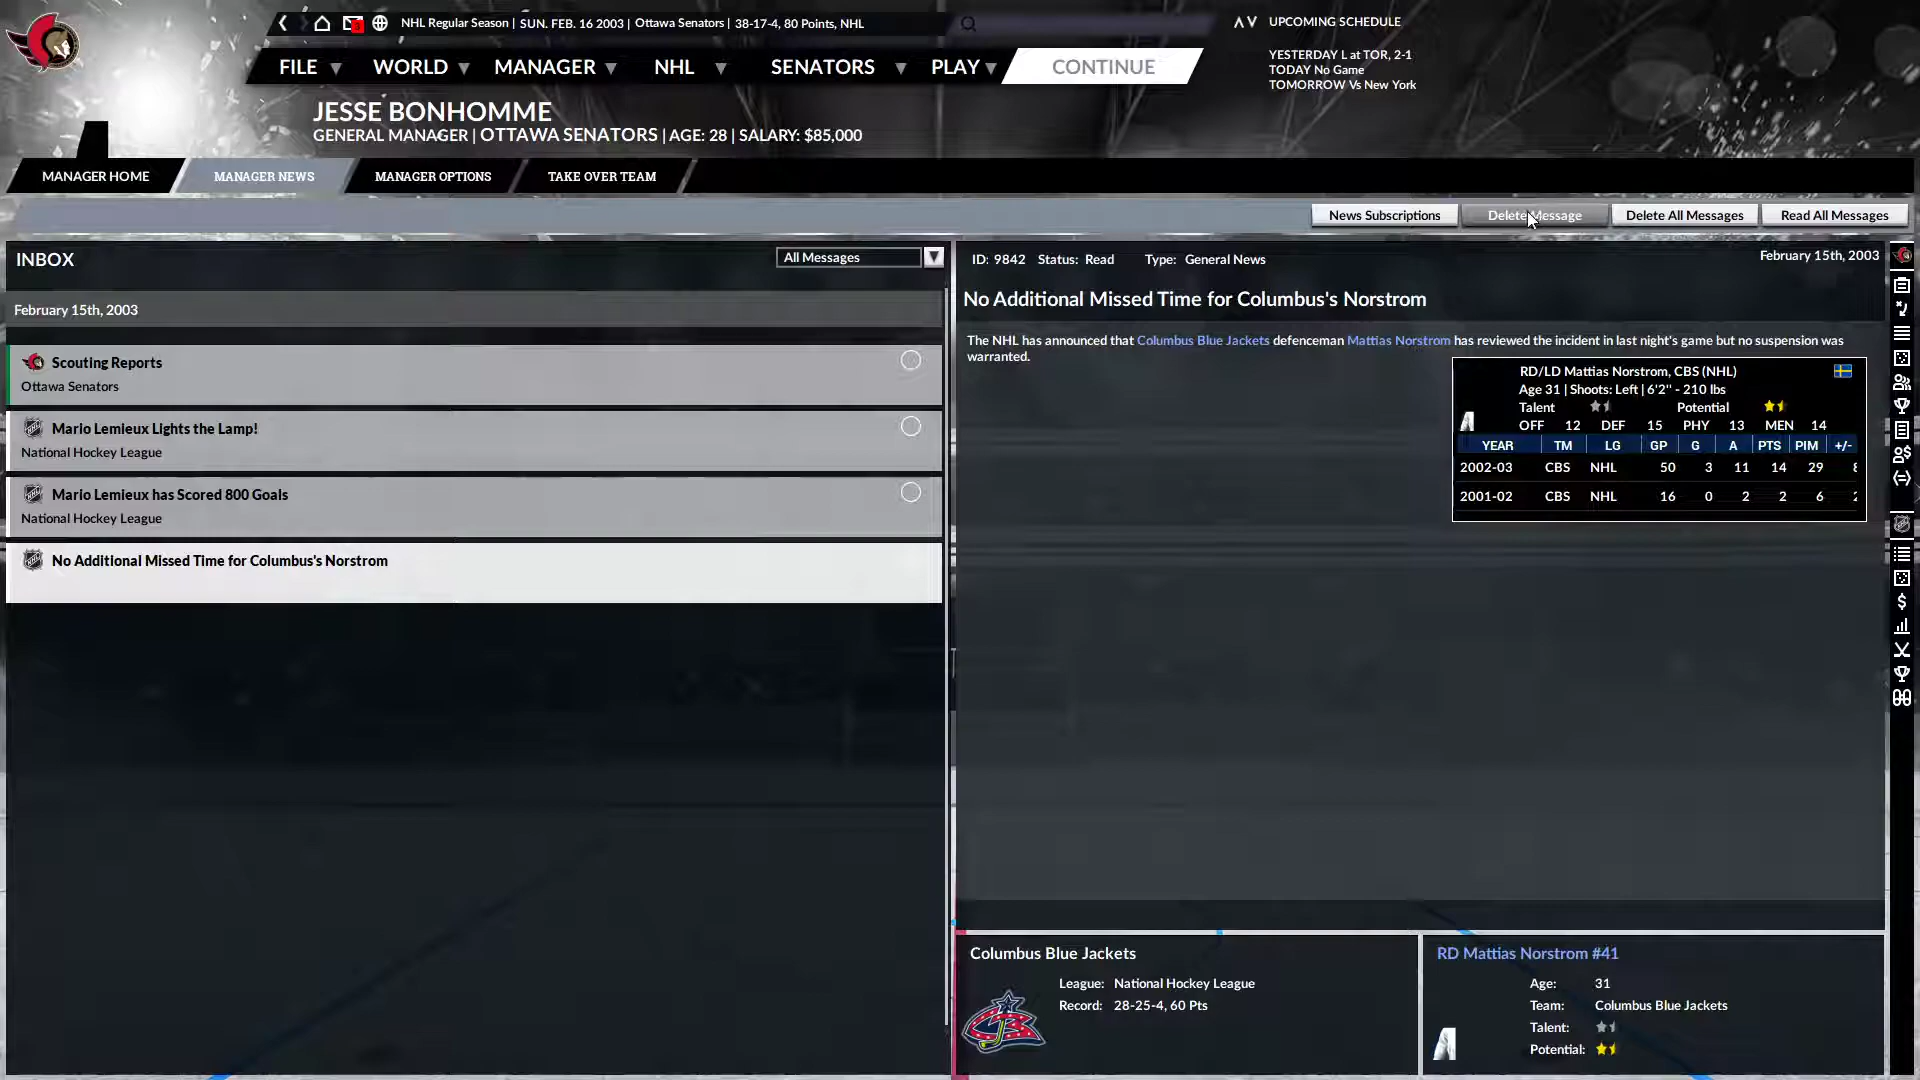 NHL Regular Season | SUN. FEB. 16 2003 | Ottawa Senators | 38-17-4, 80 Points, NHL
UPCOMING SCHEDULE
YESTERDAY L at TOR, 2-1
TODAY No Game
TOMORROW Vs New York
FILE WORLD MANAGER NHL SENATORS PLAY CONTINUE
JESSE BONHOMME
GENERAL MANAGER | OTTAWA SENATORS | AGE: 28 | SALARY: $85,000
MANAGER HOME MANAGER NEWS MANAGER OPTIONS TAKE OVER TEAM
News Subscriptions Delete Message Delete All Messages Read All Messages
INBOX All Messages
February 15th, 2003
Scouting Reports
Ottawa Senators
Mario Lemieux Lights the Lamp!
National Hockey League
Mario Lemieux has Scored 800 Goals
National Hockey League
No Additional Missed Time for Columbus's Norstrom
ID: 9842 Status: Read Type: General News February 15th, 2003
No Additional Missed Time for Columbus's Norstrom
The NHL has announced that Columbus Blue Jackets defenceman Mattias Norstrom has reviewed the incident in last night's game but no suspension was
warranted.
RD/LD Mattias Norstrom, CBS (NHL)
Age 31 | Shoots: Left | 6'2" - 210 lbs
Talent Potential
OFF 12 DEF 15 PHY 13 MEN 14
YEAR TM LG GP G A PTS PIM +/-
2002-03 CBS NHL 50 3 11 14 29
2001-02 CBS NHL 16 0 2 2 6
Columbus Blue Jackets
League: National Hockey League
Record: 28-25-4, 60 Pts
RD Mattias Norstrom #41
Age: 31
Team: Columbus Blue Jackets
Talent:
Potential: